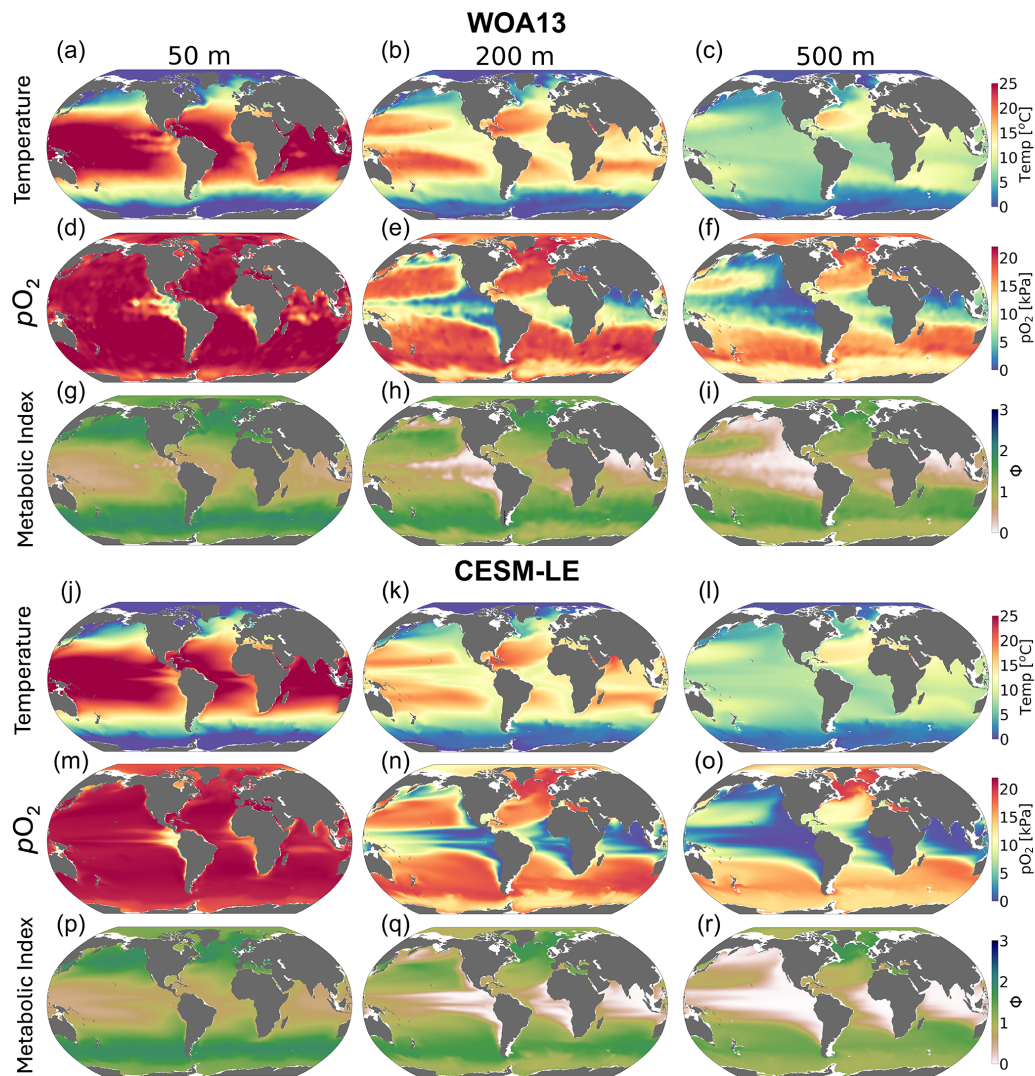 WOA13
50 m 200 m 500 m
(a) (b) (c)
Temperature
25
20
15
10
5
0
Temp [°C]
(d) (e) (f)
pO₂
20
15
10
5
0
pO₂ [kPa]
(g) (h) (i)
Metabolic Index
3
2
1
0
Φ
CESM-LE
(j) (k) (l)
Temperature
25
20
15
10
5
0
Temp [°C]
(m) (n) (o)
pO₂
20
15
10
5
0
pO₂ [kPa]
(p) (q) (r)
Metabolic Index
3
2
1
0
Φ